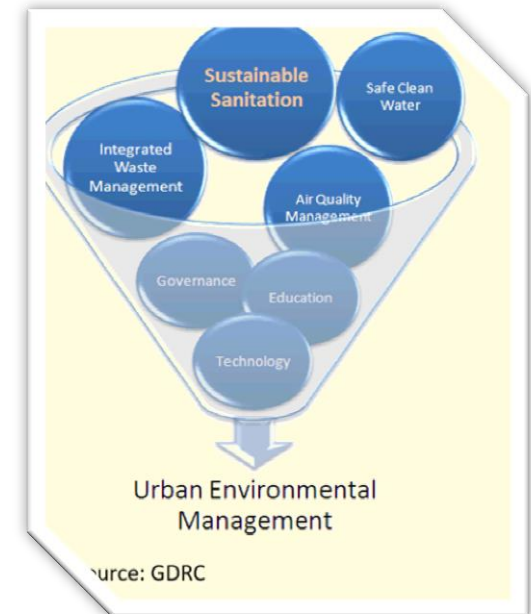 Sustainable
Sanitation
Safe Clean
Water
Integrated
Waste
Management
Air Quality
Management
Governance
Education
Technology
Urban Environmental
Management
urce: GDRC